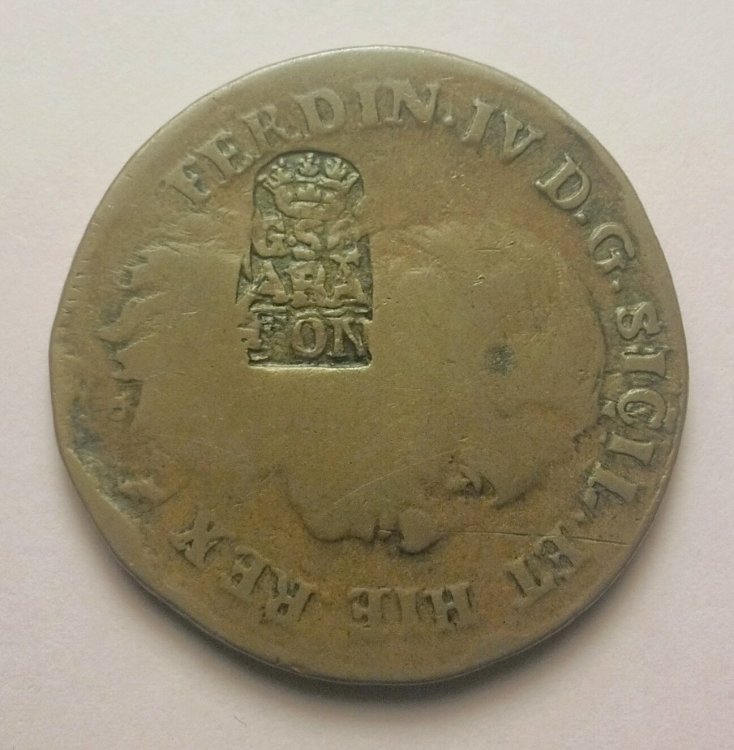 FERDIN. IV D. G. SICIL. ET HIE REX
G.S.
ARA
FON